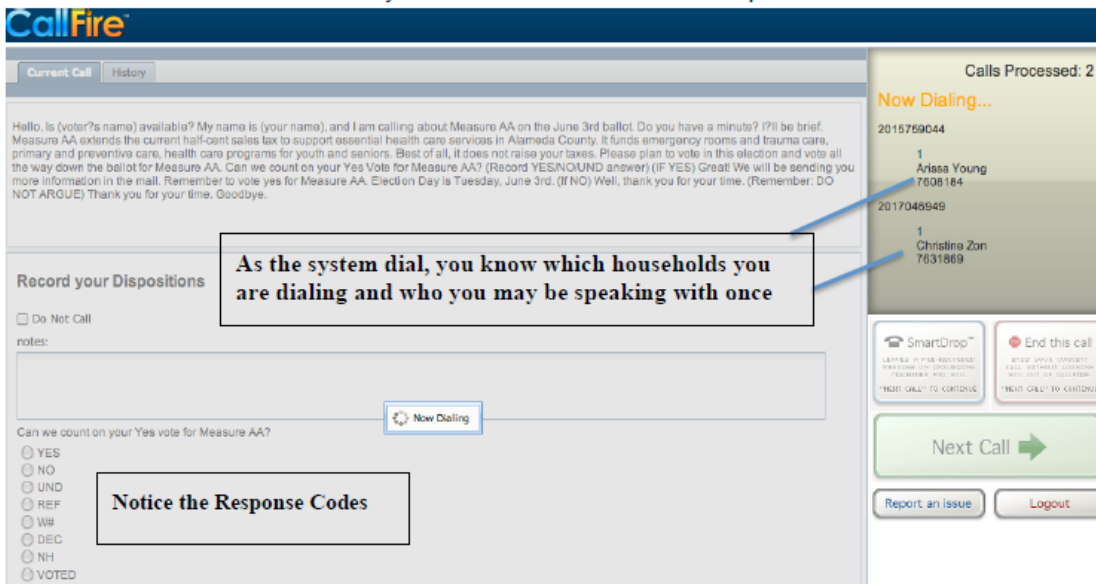 CallFire
Current Call History
Hello, Is (voter?s name) available? My name is (your name), and I am calling about Measure AA on the June 3rd ballot. Do you have a minute? I?ll be brief.
Measure AA extends the current half-cent sales tax to support essential health care services in Alameda County. It funds emergency rooms and trauma care,
primary and preventive care, health care programs for youth and seniors. Best of all, it does not raise your taxes. Please plan to vote in this election and vote all
the way down the ballot for Measure AA. Can we count on your Yes Vote for Measure AA? (Record YES/NO/UND answer) (IF YES) Great! We will be sending you
more information in the mail. Remember to vote yes for Measure AA. Election Day is Tuesday, June 3rd. (If NO) Well, thank you for your time. (Remember: DO
NOT ARGUE) Thank you for your time. Goodbye.
As the system dial, you know which households you
are dialing and who you may be speaking with once
Record your Dispositions
Do Not Call
notes:
Now Dialing
Can we count on your Yes vote for Measure AA?
YES
NO
UND
REF
W#
DEC
NH
VOTED
Notice the Response Codes
Calls Processed: 2
Now Dialing...
2015759044
1
Arissa Young
7608184
2017046949
1
Christine Zon
7631869
SmartDrop™
"NEXT CALL" TO CONTINUE
End this call
"NEXT CALL" TO CONTINUE
Next Call
Report an issue
Logout